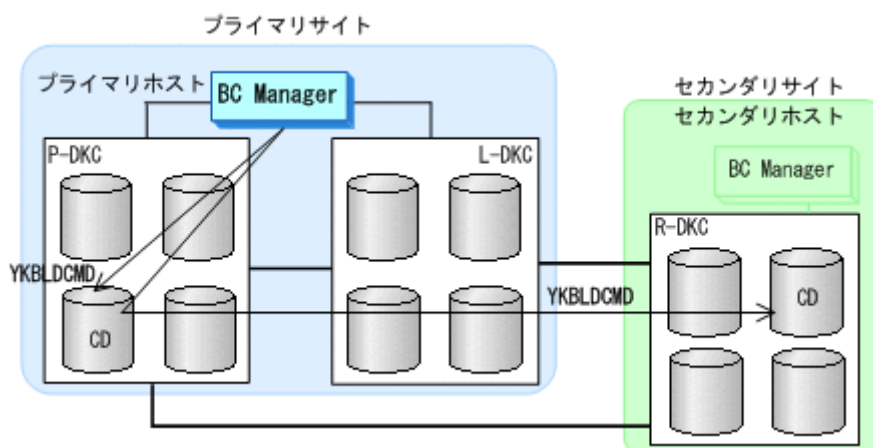 プライマリサイト
プライマリホスト
BC Manager
セカンダリサイト
セカンダリホスト
P-DKC
L-DKC
BC Manager
R-DKC
YKBLDCMD
YKBLDCMD
CD
CD